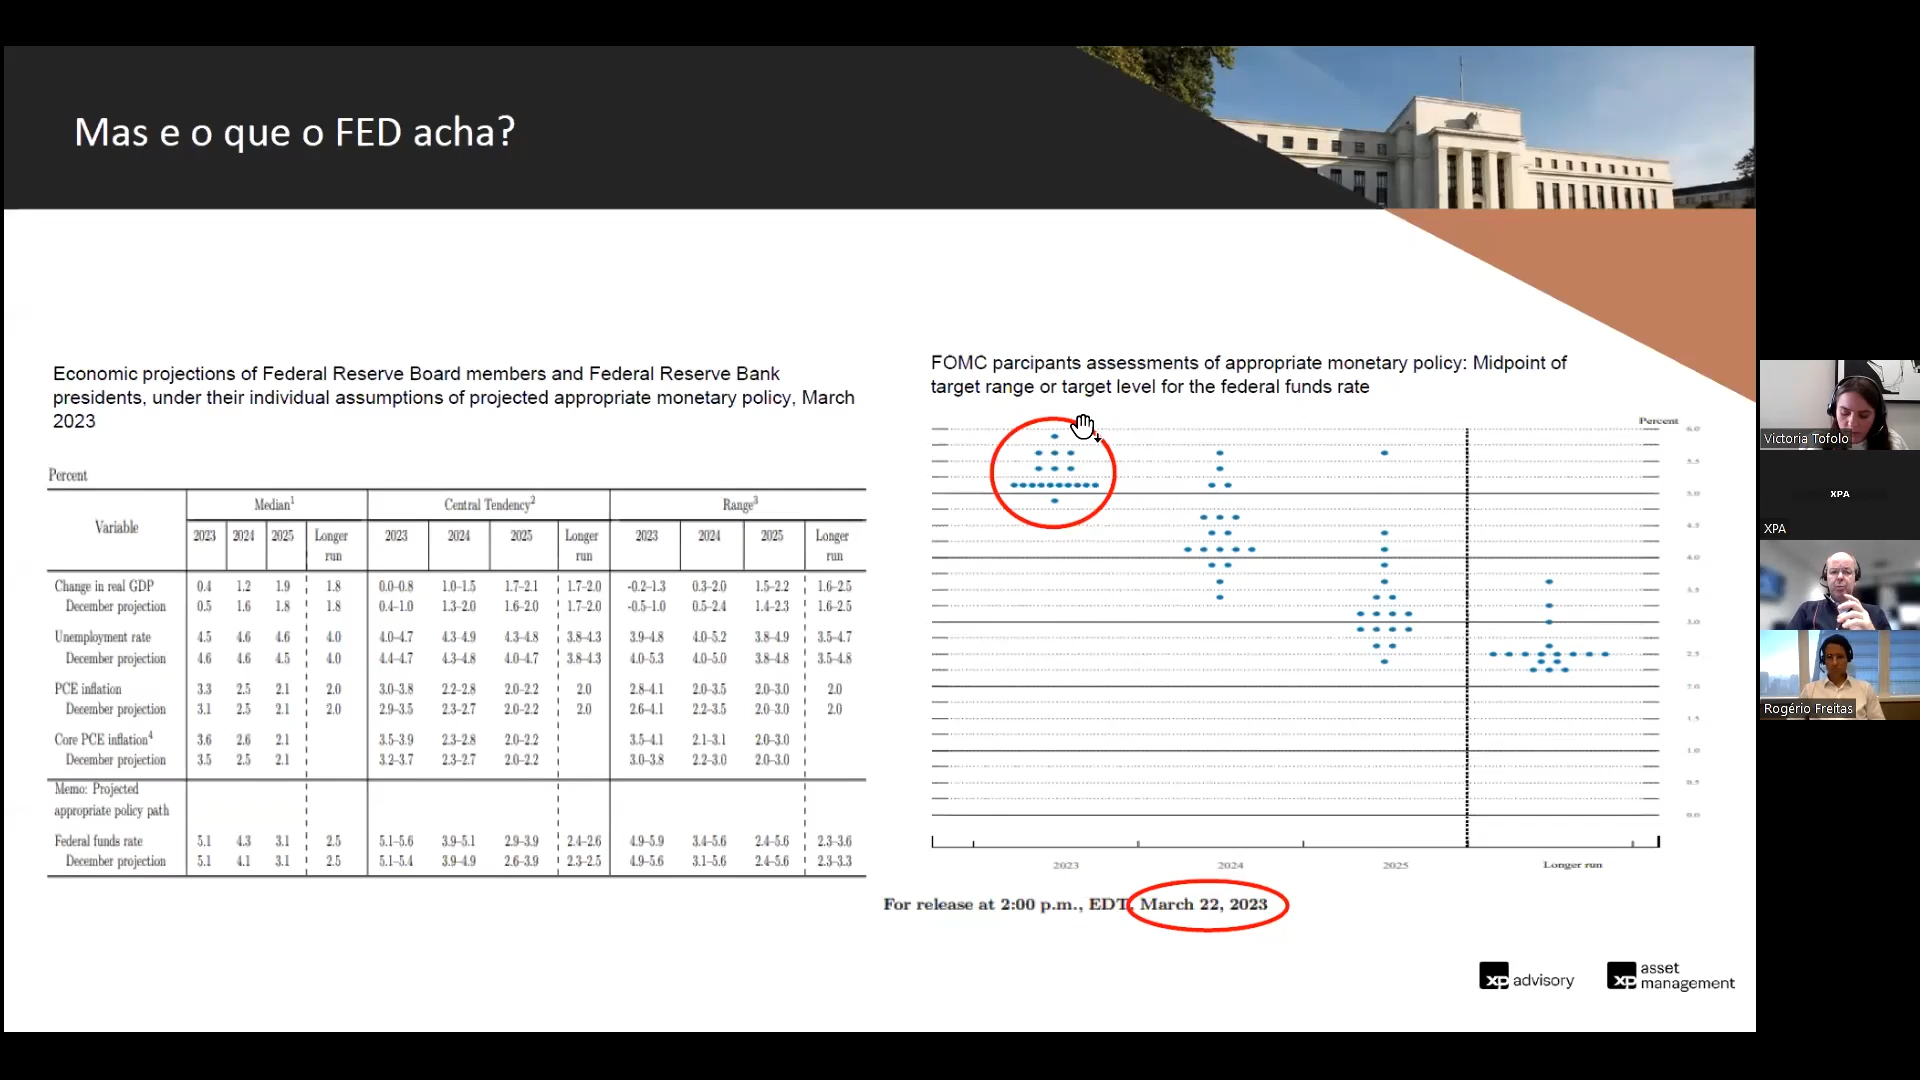 Mas e o que o FED acha?
Economic projections of Federal Reserve Board members and Federal Reserve Bank
presidents, under their individual assumptions of projected appropriate monetary policy, March
2023
Percent
Variable
Median1
Central Tendency2
Range3
2023 2024 2025 Longer run 2023 2024 2025 Longer run 2023 2024 2025 Longer run
Change in real GDP 0.4 1.2 1.9 1.8 0.0–0.8 1.0–1.5 1.7–2.1 1.7–2.0 -0.2–1.3 0.3–2.0 1.5–2.2 1.6–2.5
December projection 0.5 1.6 1.8 1.8 0.4–1.0 1.3–2.0 1.6–2.0 1.7–2.0 -0.5–1.0 0.5–2.4 1.4–2.3 1.6–2.5
Unemployment rate 4.5 4.6 4.6 4.0 4.0–4.7 4.3–4.9 4.3–4.8 3.8–4.3 3.9–4.8 4.0–5.2 3.8–4.9 3.5–4.7
December projection 4.6 4.6 4.5 4.0 4.4–4.7 4.3–4.8 4.0–4.7 3.8–4.3 4.0–5.3 4.0–5.0 3.8–4.8 3.5–4.8
PCE inflation 3.3 2.5 2.1 2.0 3.0–3.8 2.2–2.8 2.0–2.2 2.0 2.8–4.1 2.0–3.5 2.0–3.0 2.0
December projection 3.1 2.5 2.1 2.0 2.9–3.5 2.3–2.7 2.0–2.2 2.0 2.6–4.1 2.2–3.5 2.0–3.0 2.0
Core PCE inflation4 3.6 2.6 2.1 3.5–3.9 2.3–2.8 2.0–2.2 3.5–4.1 2.1–3.1 2.0–3.0
December projection 3.5 2.5 2.1 3.2–3.7 2.3–2.7 2.0–2.2 3.0–3.8 2.2–3.0 2.0–3.0
Memo: Projected
appropriate policy path
Federal funds rate 5.1 4.3 3.1 2.5 5.1–5.6 3.9–5.1 2.9–3.9 2.4–2.6 4.9–5.9 3.4–5.6 2.4–5.6 2.3–3.6
December projection 5.1 4.1 3.1 2.5 5.1–5.4 3.9–4.9 2.6–3.9 2.3–2.5 4.9–5.6 3.1–5.6 2.4–5.6 2.3–3.3
FOMC parcipants assessments of appropriate monetary policy: Midpoint of
target range or target level for the federal funds rate
Percent
6.0
5.5
5.0
4.5
4.0
3.5
3.0
2.5
2.0
1.5
1.0
0.5
0.0
2023 2024 2025 Longer run
For release at 2:00 p.m., EDT, March 22, 2023
xp advisory
xp asset
management
Victoria Tofolo
XPA
XPA
Rogério Freitas